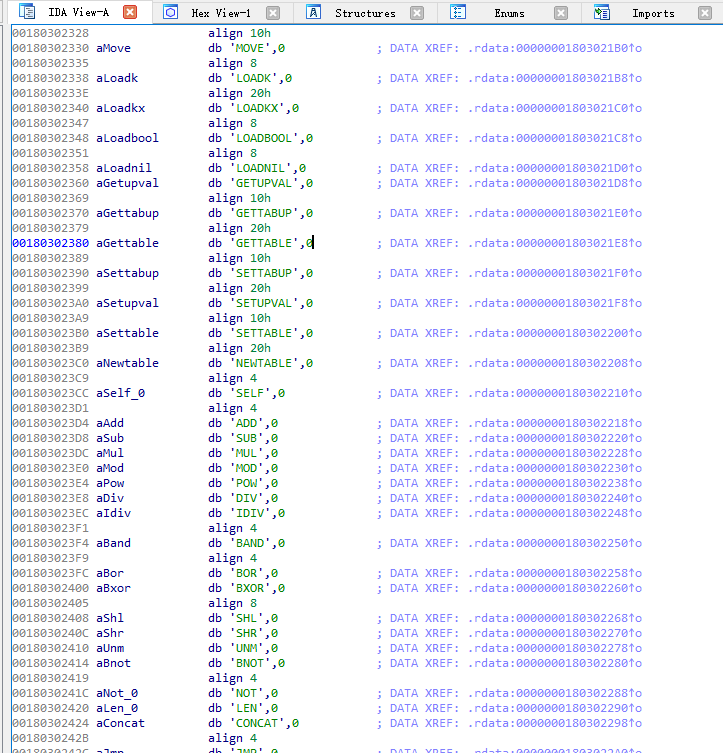 IDA View-A Hex View-1 Structures Enums Imports
00180302328 align 10h
00180302330 aMove db 'MOVE',0 ; DATA XREF: .rdata:00000001803021B0↑o
00180302335 align 8
00180302338 aLoadk db 'LOADK',0 ; DATA XREF: .rdata:00000001803021B8↑o
0018030233E align 20h
00180302340 aLoadkx db 'LOADKX',0 ; DATA XREF: .rdata:00000001803021C0↑o
00180302347 align 8
00180302348 aLoadbool db 'LOADBOOL',0 ; DATA XREF: .rdata:00000001803021C8↑o
00180302351 align 8
00180302358 aLoadnil db 'LOADNIL',0 ; DATA XREF: .rdata:00000001803021D0↑o
00180302360 aGetupval db 'GETUPVAL',0 ; DATA XREF: .rdata:00000001803021D8↑o
00180302369 align 10h
00180302370 aGettabup db 'GETTABUP',0 ; DATA XREF: .rdata:00000001803021E0↑o
00180302379 align 20h
00180302380 aGettable db 'GETTABLE',0 ; DATA XREF: .rdata:00000001803021E8↑o
00180302389 align 10h
00180302390 aSettabup db 'SETTABUP',0 ; DATA XREF: .rdata:00000001803021F0↑o
00180302399 align 20h
001803023A0 aSetupval db 'SETUPVAL',0 ; DATA XREF: .rdata:00000001803021F8↑o
001803023A9 align 10h
001803023B0 aSettable db 'SETTABLE',0 ; DATA XREF: .rdata:0000000180302200↑o
001803023B9 align 20h
001803023C0 aNewtable db 'NEWTABLE',0 ; DATA XREF: .rdata:0000000180302208↑o
001803023C9 align 4
001803023CC aSelf_0 db 'SELF',0 ; DATA XREF: .rdata:0000000180302210↑o
001803023D1 align 4
001803023D4 aAdd db 'ADD',0 ; DATA XREF: .rdata:0000000180302218↑o
001803023D8 aSub db 'SUB',0 ; DATA XREF: .rdata:0000000180302220↑o
001803023DC aMul db 'MUL',0 ; DATA XREF: .rdata:0000000180302228↑o
001803023E0 aMod db 'MOD',0 ; DATA XREF: .rdata:0000000180302230↑o
001803023E4 aPow db 'POW',0 ; DATA XREF: .rdata:0000000180302238↑o
001803023E8 aDiv db 'DIV',0 ; DATA XREF: .rdata:0000000180302240↑o
001803023EC aIdiv db 'IDIV',0 ; DATA XREF: .rdata:0000000180302248↑o
001803023F1 align 4
001803023F4 aBand db 'BAND',0 ; DATA XREF: .rdata:0000000180302250↑o
001803023F9 align 4
001803023FC aBor db 'BOR',0 ; DATA XREF: .rdata:0000000180302258↑o
00180302400 aBxor db 'BXOR',0 ; DATA XREF: .rdata:0000000180302260↑o
00180302405 align 8
00180302408 aShl db 'SHL',0 ; DATA XREF: .rdata:0000000180302268↑o
0018030240C aShr db 'SHR',0 ; DATA XREF: .rdata:0000000180302270↑o
00180302410 aUnm db 'UNM',0 ; DATA XREF: .rdata:0000000180302278↑o
00180302414 aBnot db 'BNOT',0 ; DATA XREF: .rdata:0000000180302280↑o
00180302419 align 4
0018030241C aNot_0 db 'NOT',0 ; DATA XREF: .rdata:0000000180302288↑o
00180302420 aLen_0 db 'LEN',0 ; DATA XREF: .rdata:0000000180302290↑o
00180302424 aConcat db 'CONCAT',0 ; DATA XREF: .rdata:0000000180302298↑o
0018030242B align 4
0018030242C aJmp db 'JMP',0 ; DATA XREF: .rdata:00000001803022A0↑o